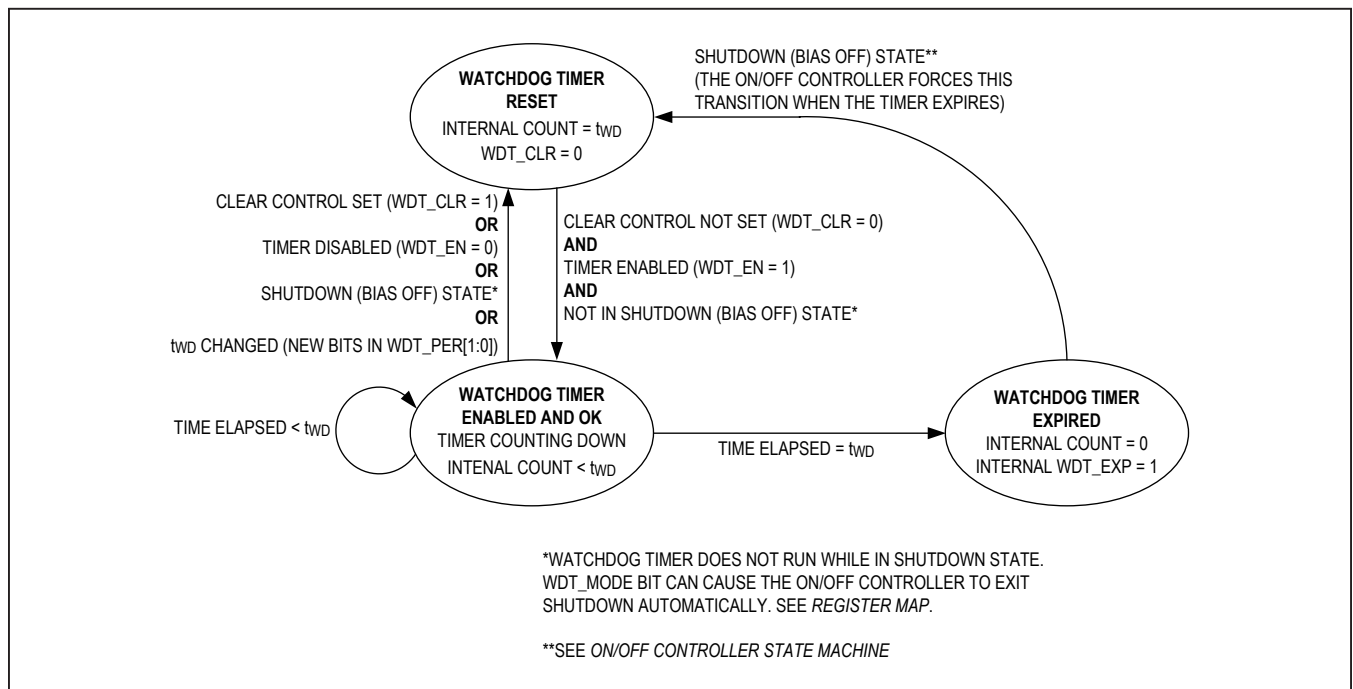 SHUTDOWN (BIAS OFF) STATE**
(THE ON/OFF CONTROLLER FORCES THIS
TRANSITION WHEN THE TIMER EXPIRES)
WATCHDOG TIMER
RESET
INTERNAL COUNT = tWD
WDT_CLR = 0
CLEAR CONTROL SET (WDT_CLR = 1)
OR
TIMER DISABLED (WDT_EN = 0)
OR
SHUTDOWN (BIAS OFF) STATE*
OR
tWD CHANGED (NEW BITS IN WDT_PER[1:0])
CLEAR CONTROL NOT SET (WDT_CLR = 0)
AND
TIMER ENABLED (WDT_EN = 1)
AND
NOT IN SHUTDOWN (BIAS OFF) STATE*
TIME ELAPSED < tWD
WATCHDOG TIMER
ENABLED AND OK
TIMER COUNTING DOWN
INTENAL COUNT < tWD
TIME ELAPSED = tWD
WATCHDOG TIMER
EXPIRED
INTERNAL COUNT = 0
INTERNAL WDT_EXP = 1
*WATCHDOG TIMER DOES NOT RUN WHILE IN SHUTDOWN STATE.
WDT_MODE BIT CAN CAUSE THE ON/OFF CONTROLLER TO EXIT
SHUTDOWN AUTOMATICALLY. SEE REGISTER MAP.
**SEE ON/OFF CONTROLLER STATE MACHINE